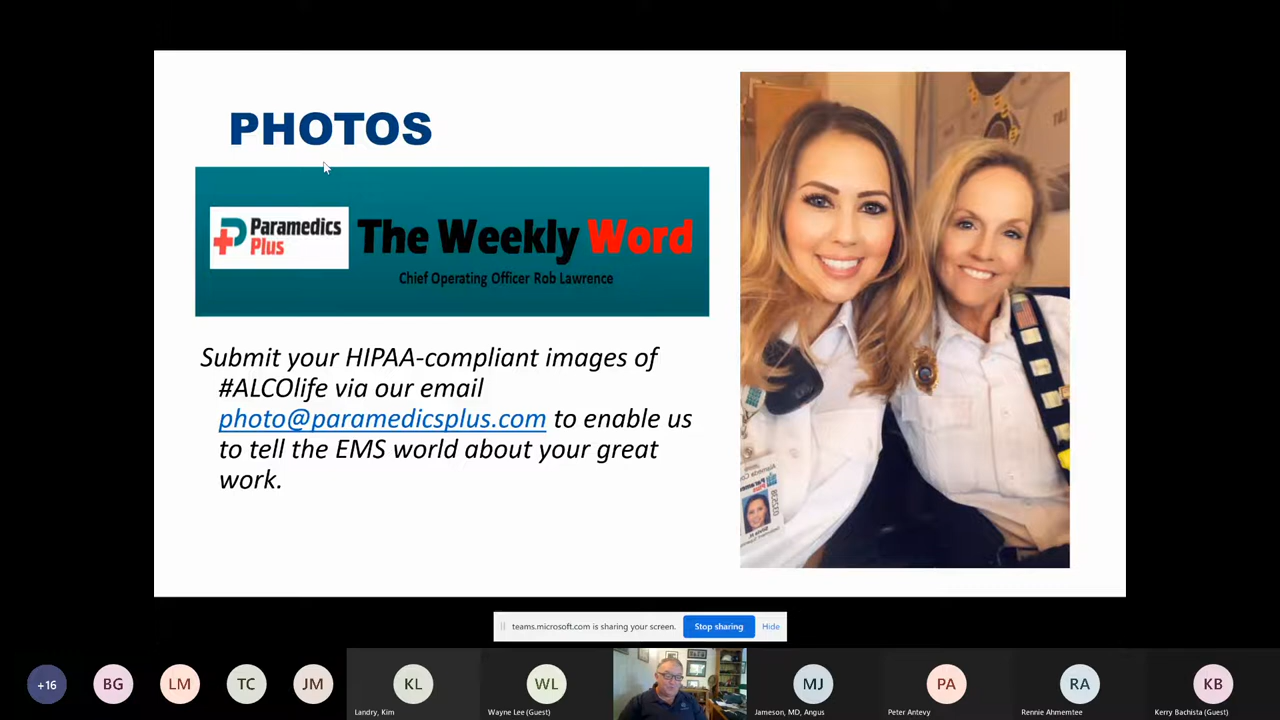 PHOTOS
Paramedics
Plus
The Weekly Word
Chief Operating Officer Rob Lawrence
Submit your HIPAA-compliant images of
#ALCOlife via our email
photo@paramedicsplus.com to enable us
to tell the EMS world about your great
work.
teams.microsoft.com is sharing your screen.
Stop sharing
Hide
+16
BG
LM
TC
JM
KL
Landry, Kim
WL
Wayne Lee (Guest)
MJ
Jameson, MD, Angus
PA
Peter Antevy
RA
Rennie Ahmemtee
KB
Kerry Bachista (Guest)